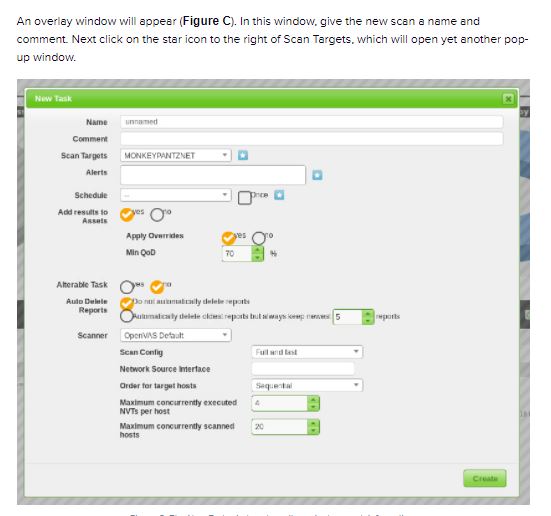 An overlay window will appear (Figure C). In this window, give the new scan a name and
comment. Next click on the star icon to the right of Scan Targets, which will open yet another pop-
up window.
New Task
Name unnamed
Comment
Scan Targets MONKEYPANTZNET
Alerts
Schedule -- Once
Add results to
Assets yes no
Apply Overrides yes no
Min QoD 70 %
Alterable Task yes no
Auto Delete
Reports
Do not automatically delete reports
Automatically delete oldest reports but always keep newest 5 reports
Scanner OpenVAS Default
Scan Config Full and fast
Network Source Interface
Order for target hosts Sequential
Maximum concurrently executed
NVTs per host 4
Maximum concurrently scanned
hosts 20
Create